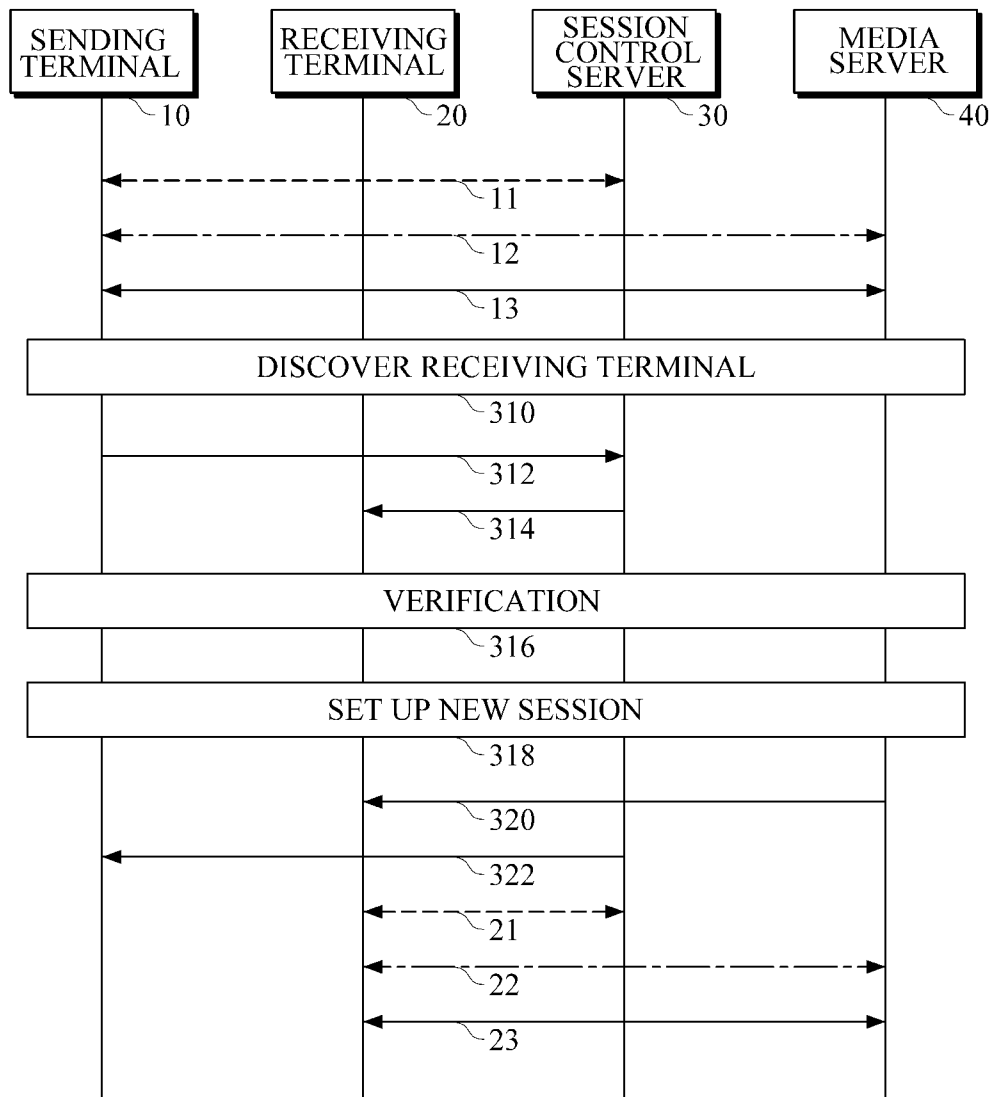 SENDING
TERMINAL
10
RECEIVING
TERMINAL
20
SESSION
CONTROL
SERVER
30
MEDIA
SERVER
40
11
12
13
DISCOVER RECEIVING TERMINAL
310
312
314
VERIFICATION
316
SET UP NEW SESSION
318
320
322
21
22
23